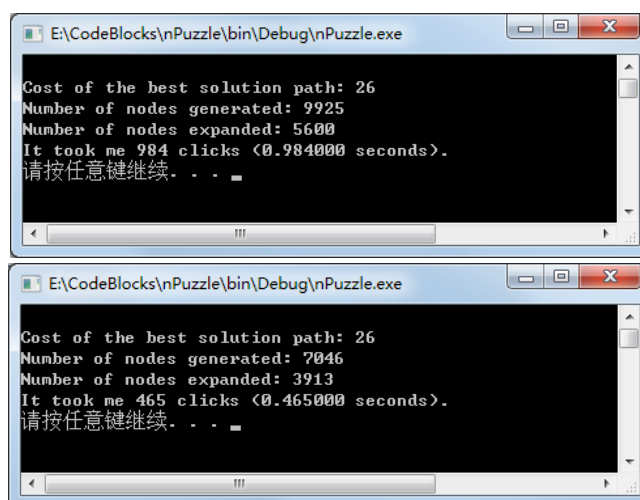 E:\CodeBlocks\nPuzzle\bin\Debug\nPuzzle.exe
Cost of the best solution path: 26
Number of nodes generated: 9925
Number of nodes expanded: 5600
It took me 984 clicks (0.984000 seconds).
请按任意键继续. . .
E:\CodeBlocks\nPuzzle\bin\Debug\nPuzzle.exe
Cost of the best solution path: 26
Number of nodes generated: 7046
Number of nodes expanded: 3913
It took me 465 clicks (0.465000 seconds).
请按任意键继续. . .